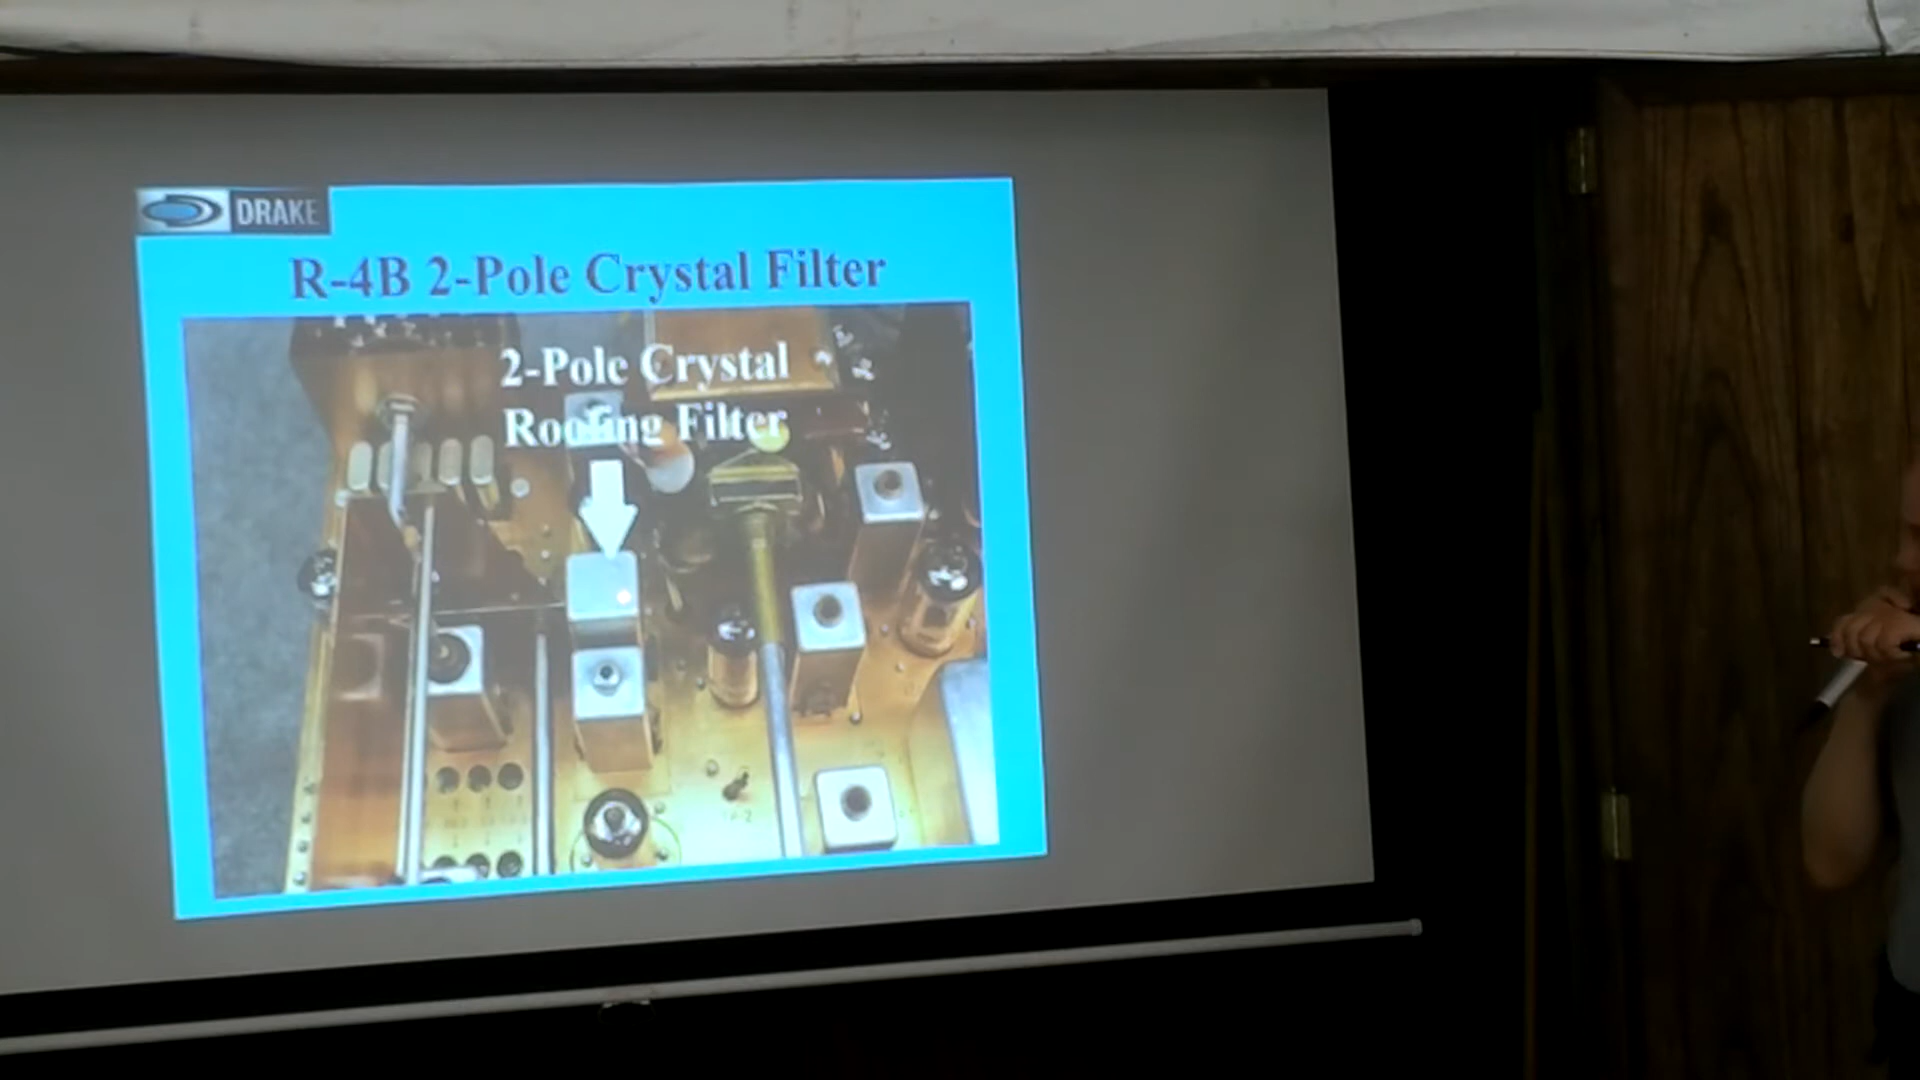 DRAKE
R-4B 2-Pole Crystal Filter
2-Pole Crystal
Roofing Filter